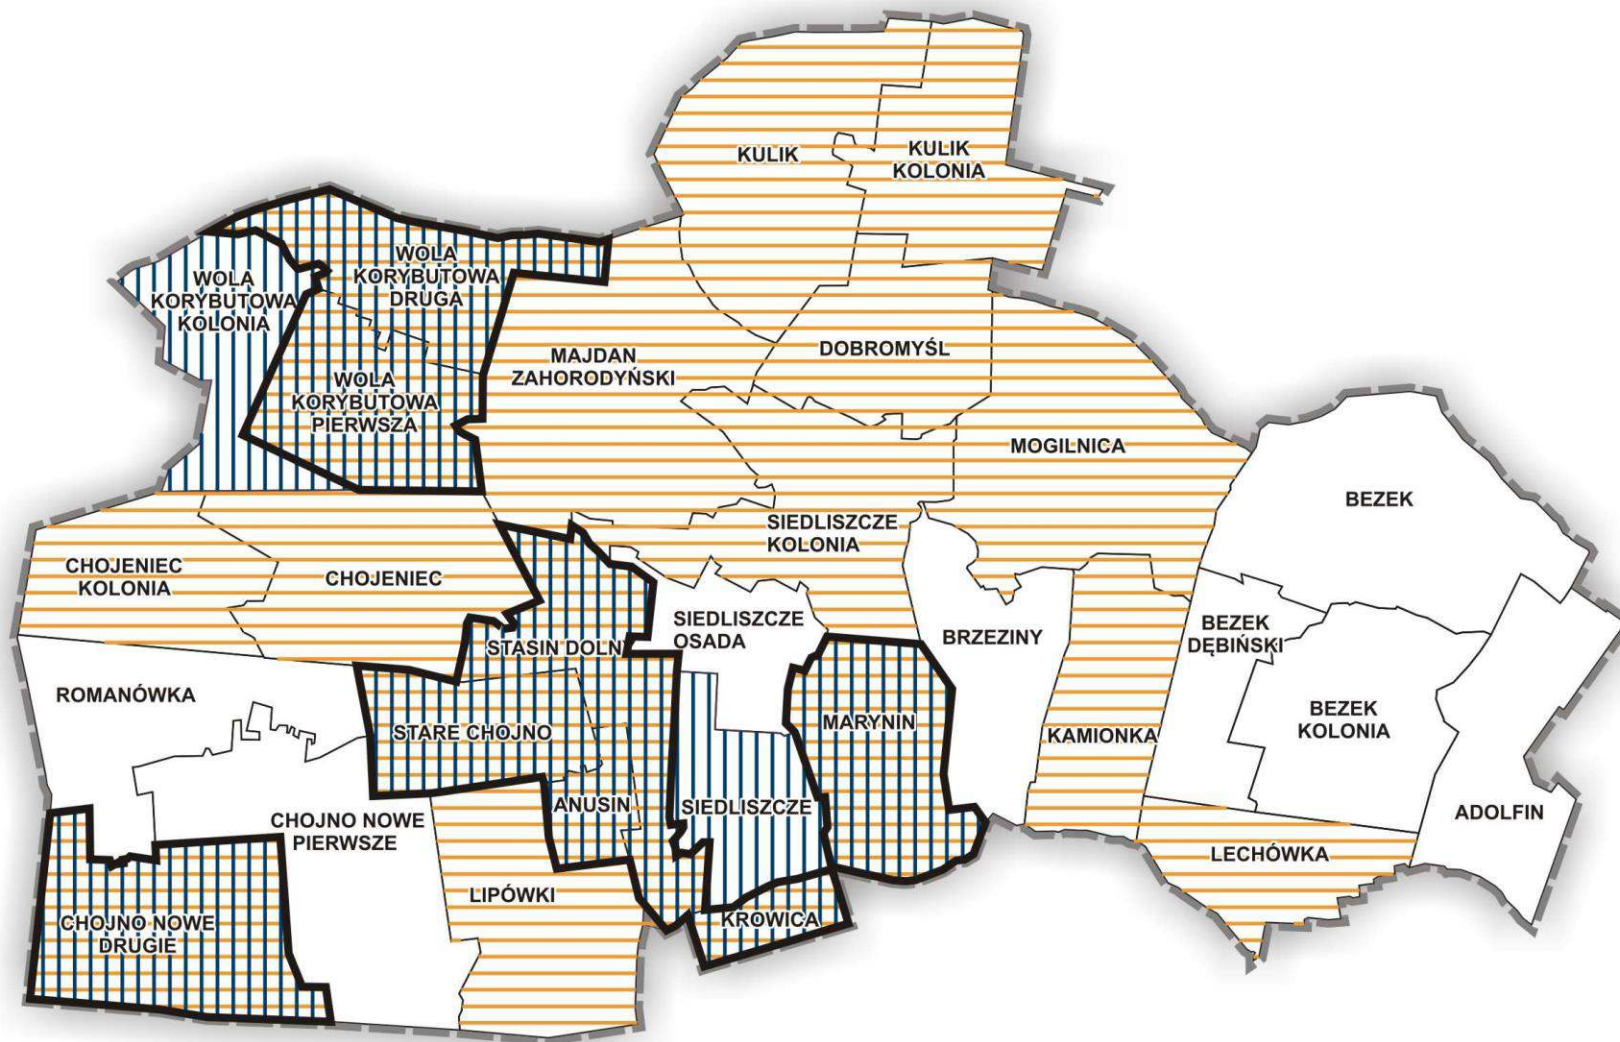 KULIK
KULIK
KOLONIA
WOLA
KORYBUTOWA
DRUGA
WOLA
KORYBUTOWA
KOLONIA
DOBROMYŚL
MAJDAN
ZAHORODYŃSKI
WOLA
KORYBUTOWA
PIERWSZA
MOGILNICA
BEZEK
SIEDLISZCZE
KOLONIA
CHOJENIEC
KOLONIA
CHOJENIEC
SIEDLISZCZE
OSADA
BRZEZINY
BEZEK
DĘBIŃSKI
STASIN DOLNY
ROMANÓWKA
BEZEK
KOLONIA
STARE CHOJNO
MARYNIN
KAMIONKA
ANUSIN
SIEDLISZCZE
ADOLFIN
CHOJNO NOWE
PIERWSZE
LECHÓWKA
LIPÓWKI
KROWICA
CHOJNO NOWE
DRUGIE